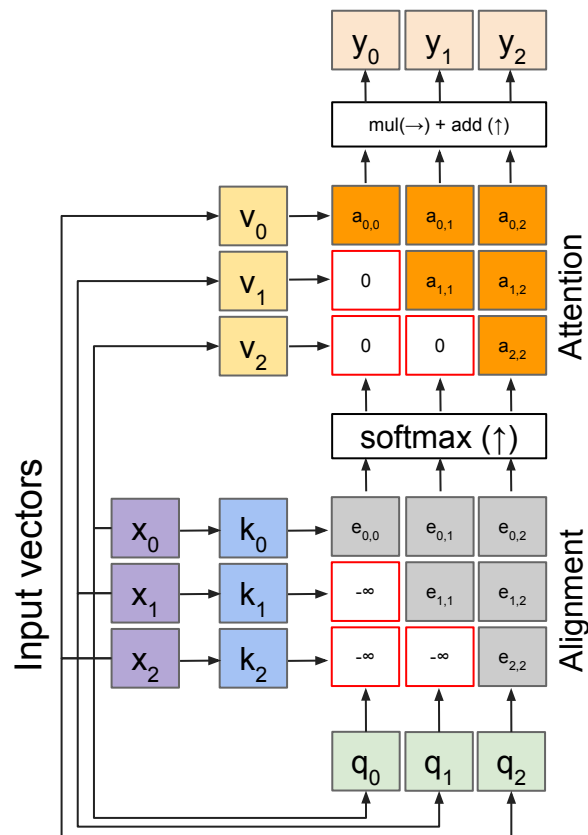 y0 y1 y2
mul(→) + add (↑)
v0 a0,0 a0,1 a0,2
v1 0 a1,1 a1,2
v2 0 0 a2,2
Attention
softmax (↑)
Input vectors
x0 k0 e0,0 e0,1 e0,2
x1 k1 -∞ e1,1 e1,2
x2 k2 -∞ -∞ e2,2
Alignment
q0 q1 q2